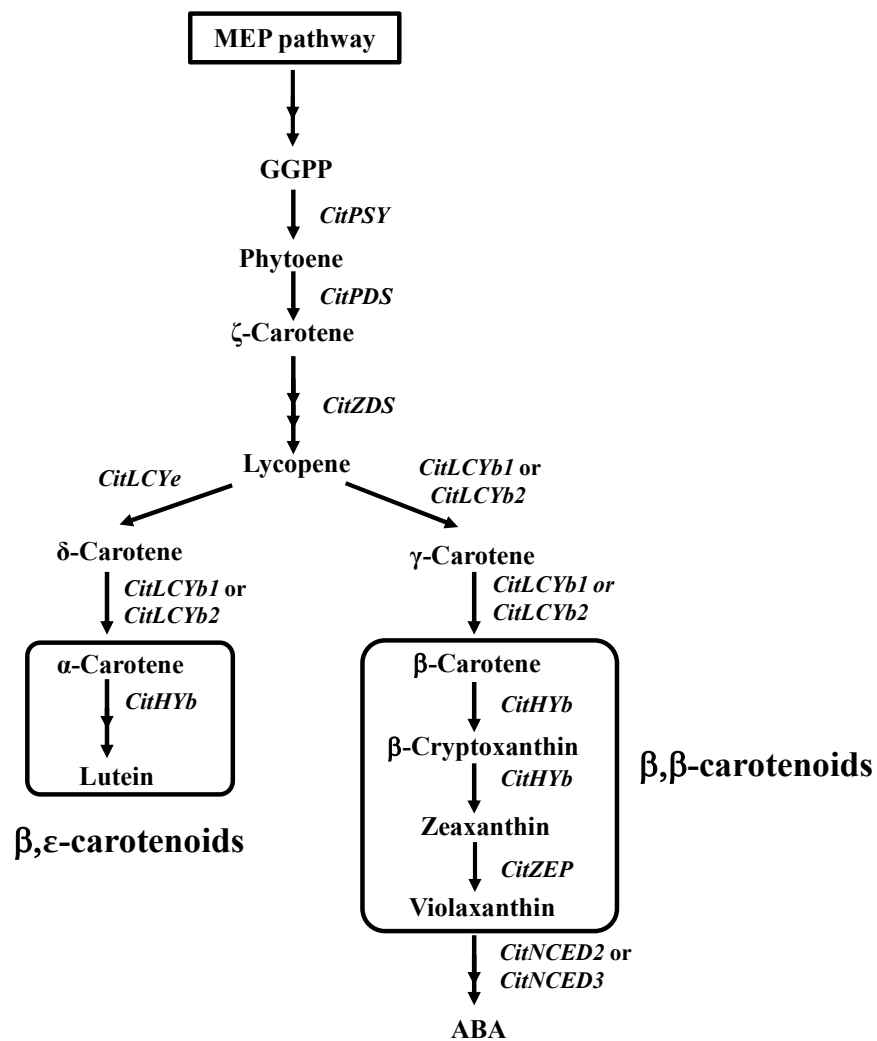 MEP pathway
GGPP
CitPSY
Phytoene
CitPDS
ζ-Carotene
CitZDS
Lycopene
CitLCYe
CitLCYb1 or
CitLCYb2
δ-Carotene
γ-Carotene
CitLCYb1 or
CitLCYb2
CitLCYb1 or
CitLCYb2
α-Carotene
CitHYb
Lutein
β,ε-carotenoids
β-Carotene
CitHYb
β-Cryptoxanthin
CitHYb
Zeaxanthin
CitZEP
Violaxanthin
β,β-carotenoids
CitNCED2 or
CitNCED3
ABA